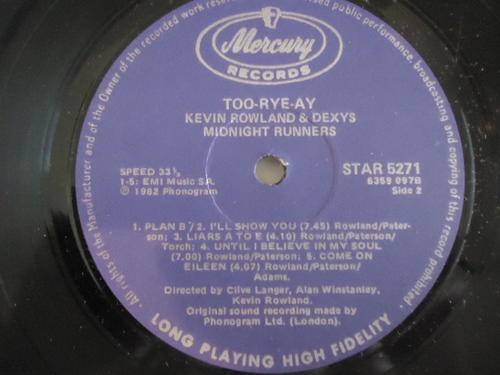 Mercury
RECORDS
TOO-RYE-AY
KEVIN ROWLAND & DEXYS
MIDNIGHT RUNNERS
SPEED 33⅓
1-5: EMI Music S.A.
℗ 1982 Phonogram
STAR 5271
6359 097B
Side 2
1. PLAN B/2. I'LL SHOW YOU (7.45) Rowland/Pater-
son; 3. LIARS A TO E (4.10) Rowland/Paterson/
Torch; 4. UNTIL I BELIEVE IN MY SOUL
(7.00) Rowland/Paterson; 5. COME ON
EILEEN (4.07) Rowland/Paterson/
Adams.
Directed by Clive Langer, Alan Winstanley,
Kevin Rowland.
Original sound recording made by
Phonogram Ltd. (London).
All rights of the Manufacturer and of the Owner of the recorded work reserved
public performance, broadcasting and copying of this record prohibited
LONG PLAYING HIGH FIDELITY